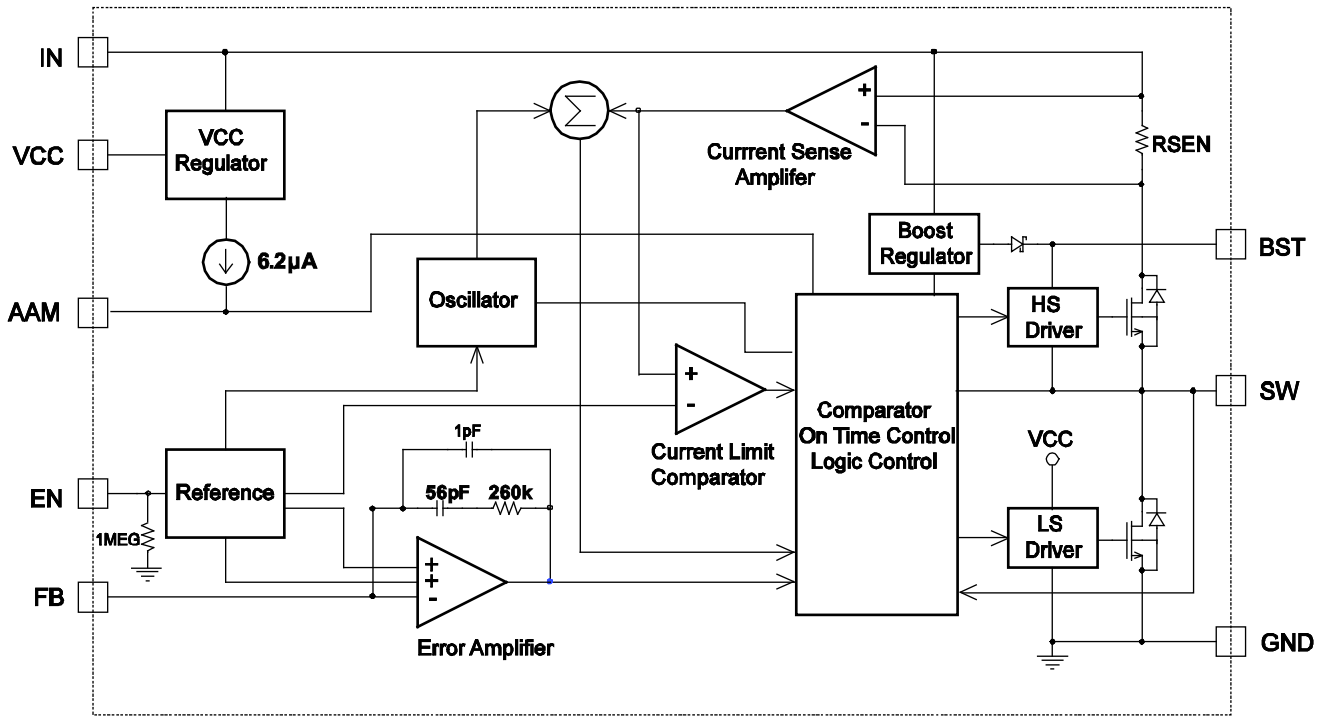 IN
VCC
Regulator
VCC
6.2µA
AAM
Oscillator
Σ
+
-
Currrent Sense
Amplifer
RSEN
Boost
Regulator
BST
HS
Driver
SW
+
-
Current Limit
Comparator
Comparator
On Time Control
Logic Control
VCC
LS
Driver
GND
EN
Reference
1MEG
1pF
56pF
260k
FB
+
+
-
Error Amplifier